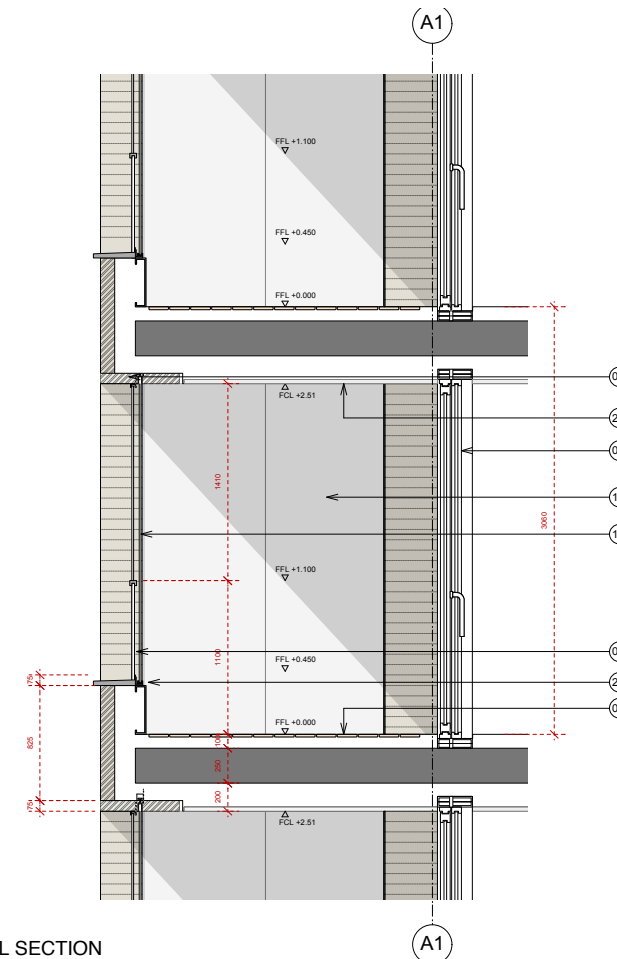 A1
FFL +1.100
FFL +0.450
FFL +0.000
FCL +2.51
1410
3060
FFL +1.100
1100
FFL +0.450
75
FFL +0.000
100
825
250
200
75
FCL +2.51
L SECTION
A1